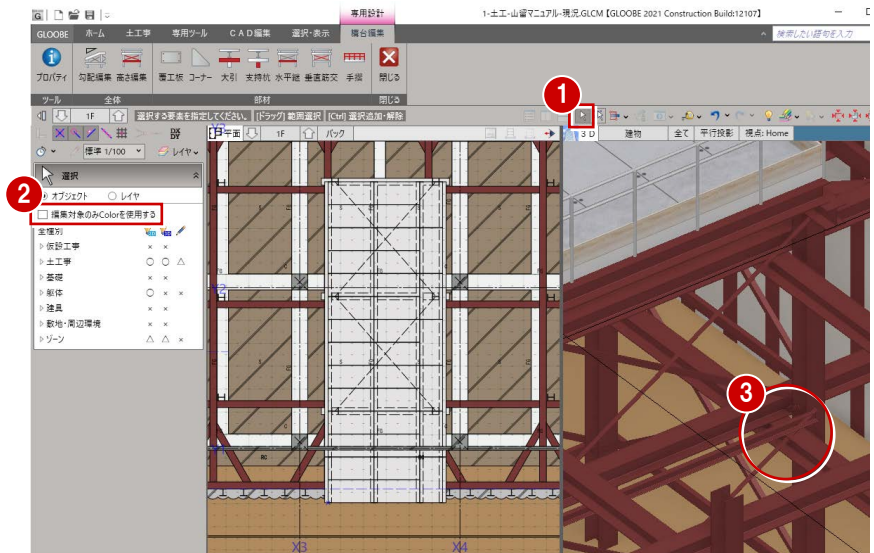 専用設計
1-土工-山留マニュアル-現況.GLCM【GLOOBE 2021 Construction Build:12107】
GLOOBE ホーム 土工事 専用ツール CAD編集 選択・表示 構台編集
検索したい語句を入力
プロパティ 勾配編集 高さ編集 覆工板 コーナー 大引 支持杭 水平継 垂直筋交 手摺 閉じる
ツール 全体 部材 閉じる
1
1F 選択する要素を指定してください。 [ドラッグ] 範囲選択 [Ctrl] 選択追加・解除
平面 1F バック
3D 建物 全て 平行投影 視点: Home
標準 1/100 レイヤ
選択
2
オブジェクト レイヤ
編集対象のみColorを使用する
全種別
仮設工事 × ×
土工事 ○ ○ △
基礎 × ×
躯体 ○ × ×
建具 × ×
敷地・周辺環境 × ×
ゾーン △ △ ×
3
X3 X4